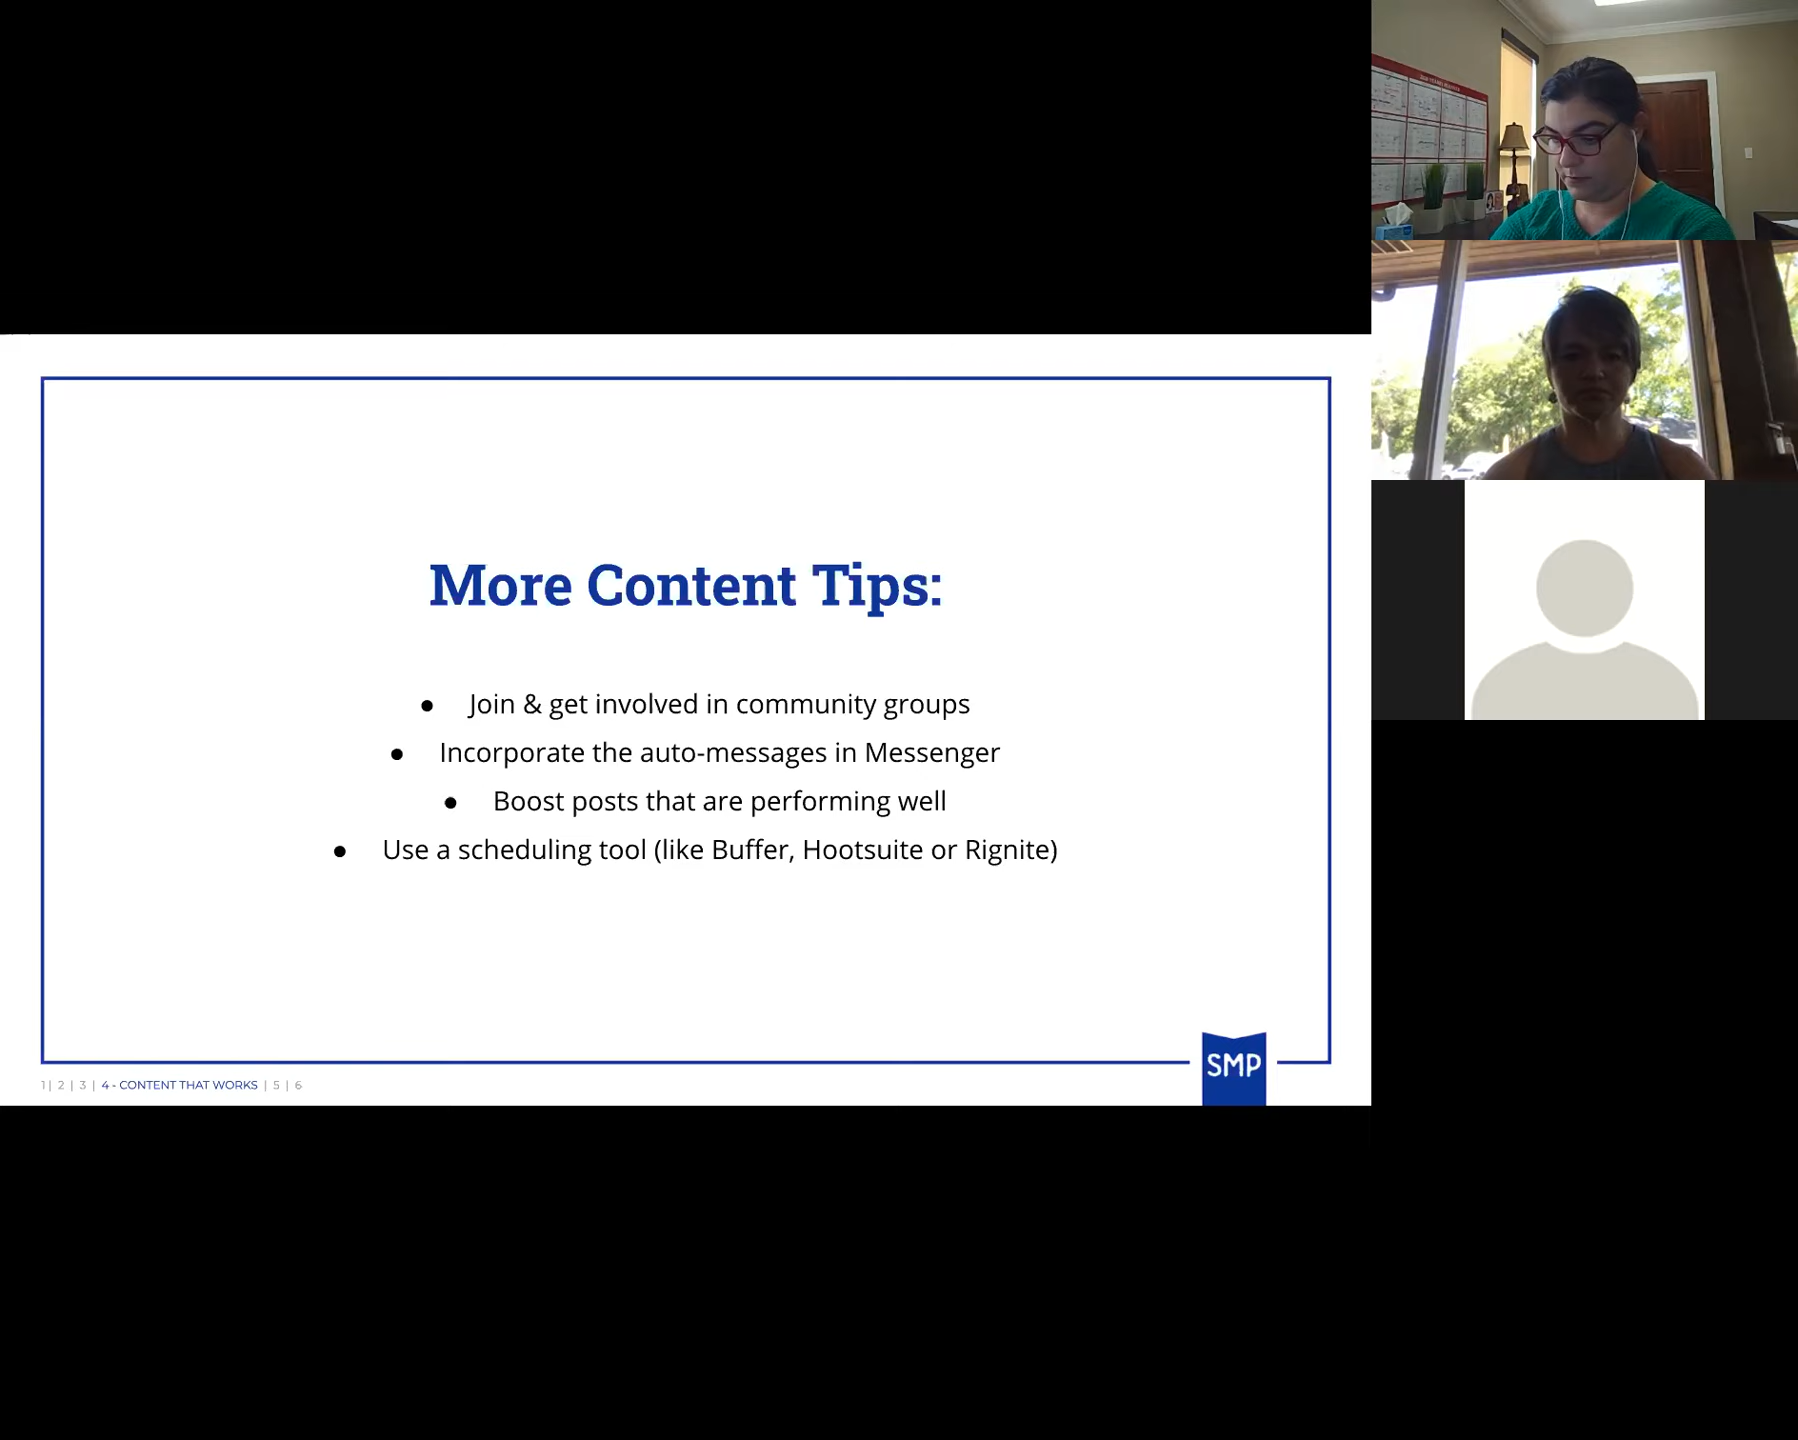 More Content Tips:
● Join & get involved in community groups
● Incorporate the auto-messages in Messenger
● Boost posts that are performing well
● Use a scheduling tool (like Buffer, Hootsuite or Rignite)
SMP
1 | 2 | 3 | 4 - CONTENT THAT WORKS | 5 | 6